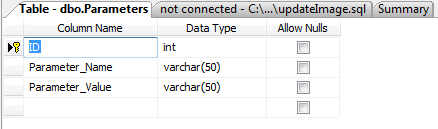 Table - dbo.Parameters not connected - C:\...\updateImage.sql Summary
Column Name Data Type Allow Nulls
ID int
Parameter_Name varchar(50)
Parameter_Value varchar(50)